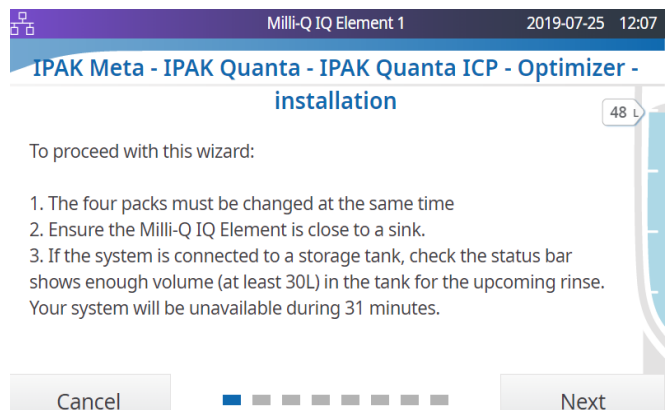 Milli-Q IQ Element 1 2019-07-25 12:07
IPAK Meta - IPAK Quanta - IPAK Quanta ICP - Optimizer -
installation
48 L
To proceed with this wizard:
1. The four packs must be changed at the same time
2. Ensure the Milli-Q IQ Element is close to a sink.
3. If the system is connected to a storage tank, check the status bar
shows enough volume (at least 30L) in the tank for the upcoming rinse.
Your system will be unavailable during 31 minutes.
Cancel Next